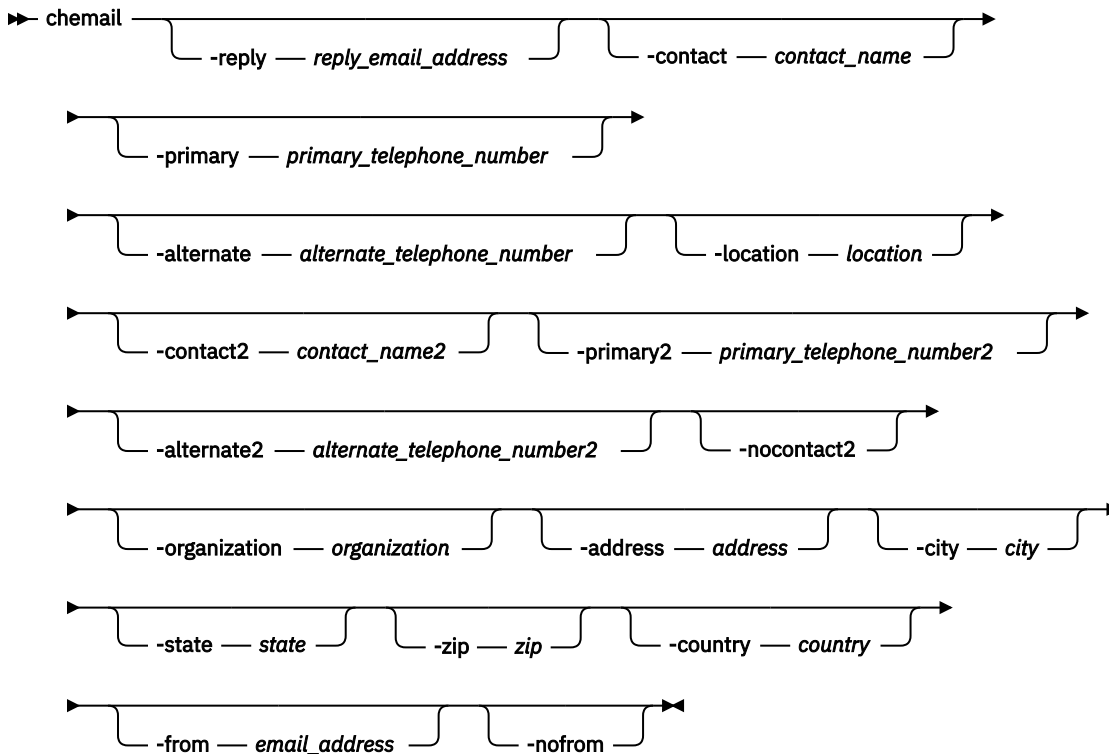 chemail
-reply reply_email_address -contact contact_name
-primary primary_telephone_number
-alternate alternate_telephone_number -location location
-contact2 contact_name2 -primary2 primary_telephone_number2
-alternate2 alternate_telephone_number2 -nocontact2
-organization organization -address address -city city
-state state -zip zip -country country
-from email_address -nofrom